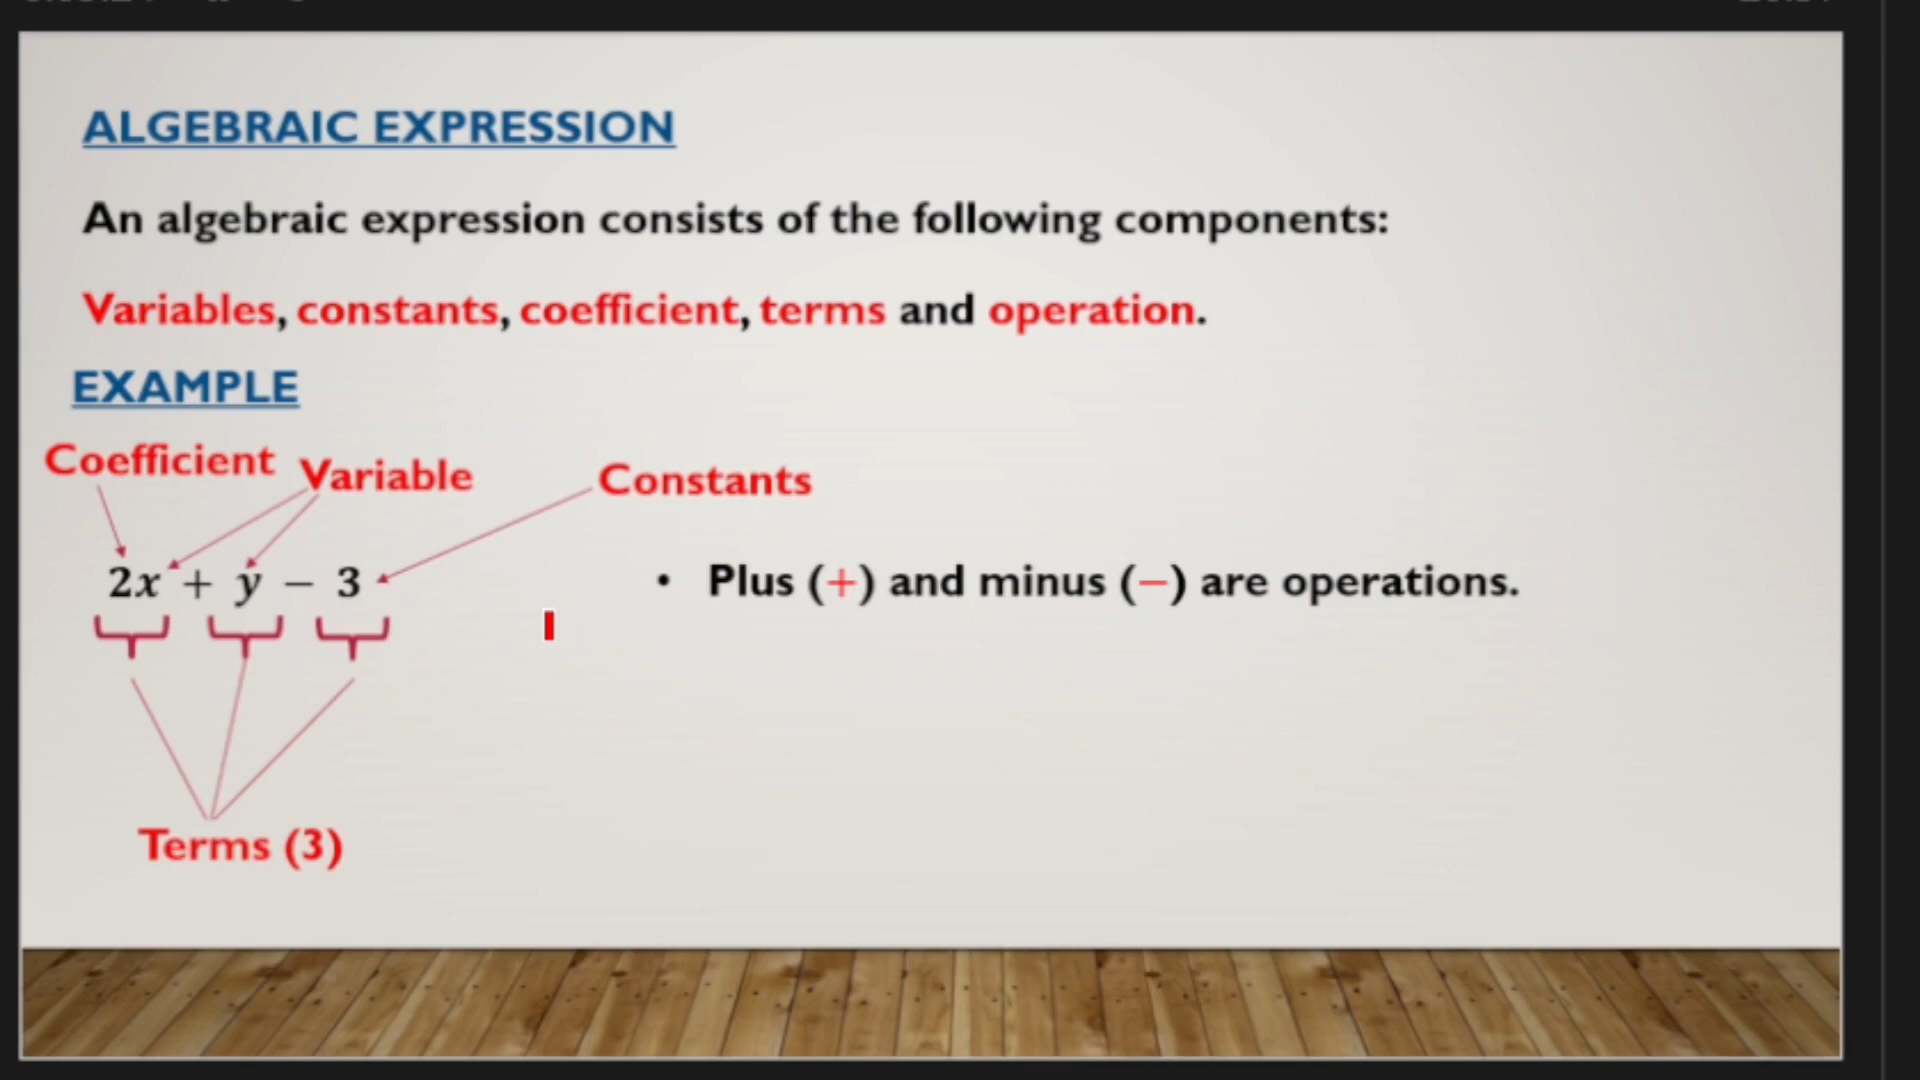 ALGEBRAIC EXPRESSION
An algebraic expression consists of the following components:
Variables, constants, coefficient, terms and operation.
EXAMPLE
Coefficient Variable Constants
2x + y − 3
• Plus (+) and minus (−) are operations.
Terms (3)